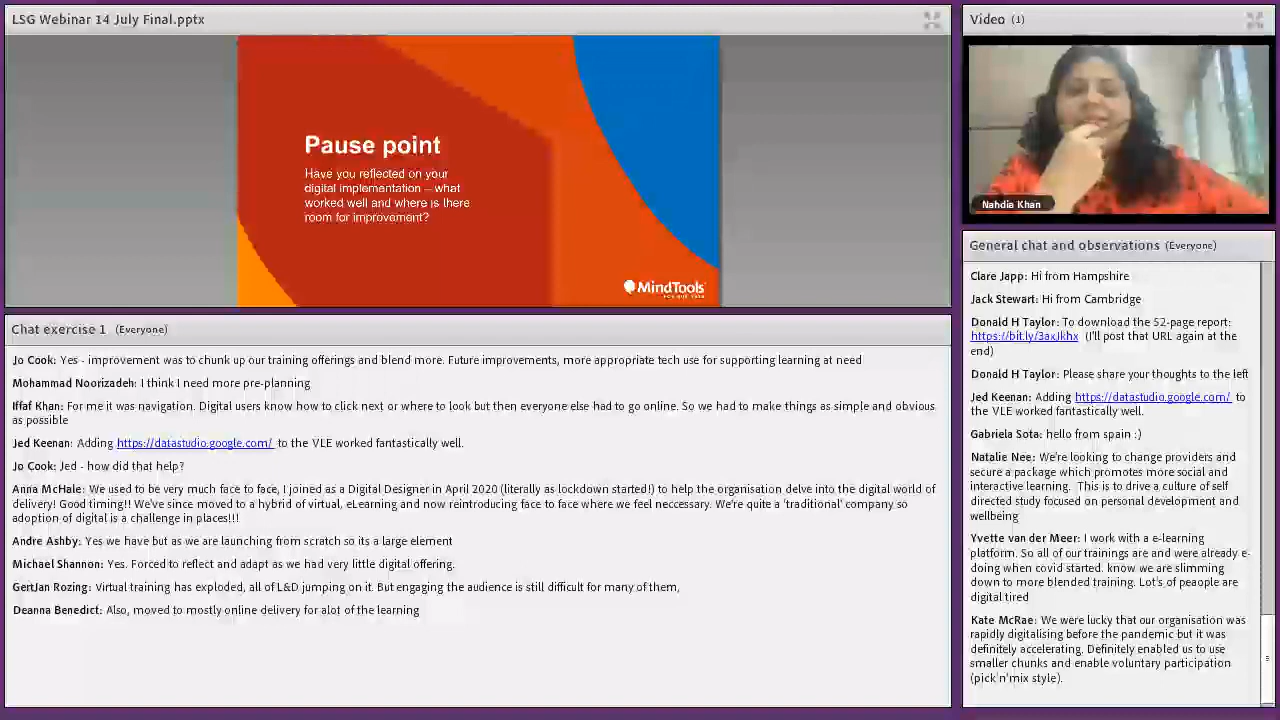 LSG Webinar 14 July Final.pptx
Pause point
Have you reflected on your
digital implementation – what
worked well and where is there
room for improvement?
MindTools
Video (1)
Nahdia Khan
Chat exercise 1 (Everyone)
Jo Cook: Yes - improvement was to chunk up our training offerings and blend more. Future improvements, more appropriate tech use for supporting learning at need
Mohammad Noorizadeh: I think I need more pre-planning
Iffaf Khan: For me it was navigation. Digital users know how to click next or where to look but then everyone else had to go online. So we had to make things as simple and obvious
as possible
Jed Keenan: Adding https://datastudio.google.com/ to the VLE worked fantastically well.
Jo Cook: Jed - how did that help?
Anna McHale: We used to be very much face to face, I joined as a Digital Designer in April 2020 (literally as lockdown started!) to help the organisation delve into the digital world of
delivery! Good timing!! We've since moved to a hybrid of virtual, eLearning and now reintroducing face to face where we feel neccessary. We're quite a 'traditional' company so
adoption of digital is a challenge in places!!!
Andre Ashby: Yes we have but as we are launching from scratch so its a large element
Michael Shannon: Yes. Forced to reflect and adapt as we had very little digital offering.
GertJan Rozing: Virtual training has exploded, all of L&D jumping on it. But engaging the audience is still difficult for many of them,
Deanna Benedict: Also, moved to mostly online delivery for alot of the learning
General chat and observations (Everyone)
Clare Japp: Hi from Hampshire
Jack Stewart: Hi from Cambridge
Donald H Taylor: To download the 52-page report:
https://bit.ly/3axJkhx (I'll post that URL again at the
end)
Donald H Taylor: Please share your thoughts to the left
Jed Keenan: Adding https://datastudio.google.com/ to
the VLE worked fantastically well.
Gabriela Sota: hello from spain :)
Natalie Nee: We're looking to change providers and
secure a package which promotes more social and
interactive learning. This is to drive a culture of self
directed study focused on personal development and
wellbeing
Yvette van der Meer: I work with a e-learning
platform. So all of our trainings are and were already e-
doing when covid started. know we are slimming
down to more blended training. Lot's of peaople are
digital tired
Kate McRae: We were lucky that our organisation was
rapidly digitalising before the pandemic but it was
definitely accelerating. Definitely enabled us to use
smaller chunks and enable voluntary participation
(pick'n'mix style).